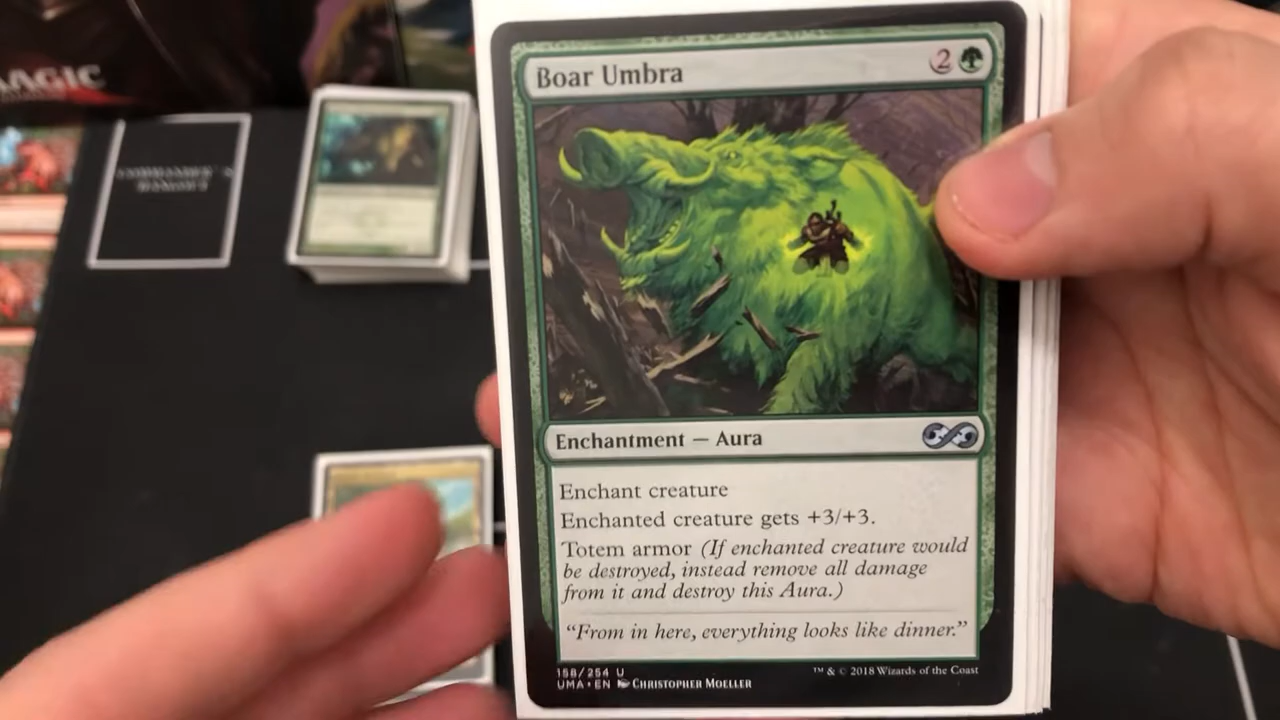 MAGIC
Boar Umbra
2
Enchantment — Aura
Enchant creature
Enchanted creature gets +3/+3.
Totem armor (If enchanted creature would
be destroyed, instead remove all damage
from it and destroy this Aura.)
“From in here, everything looks like dinner.”
158/254 U
UMA • EN Christopher Moeller
™ & © 2018 Wizards of the Coast